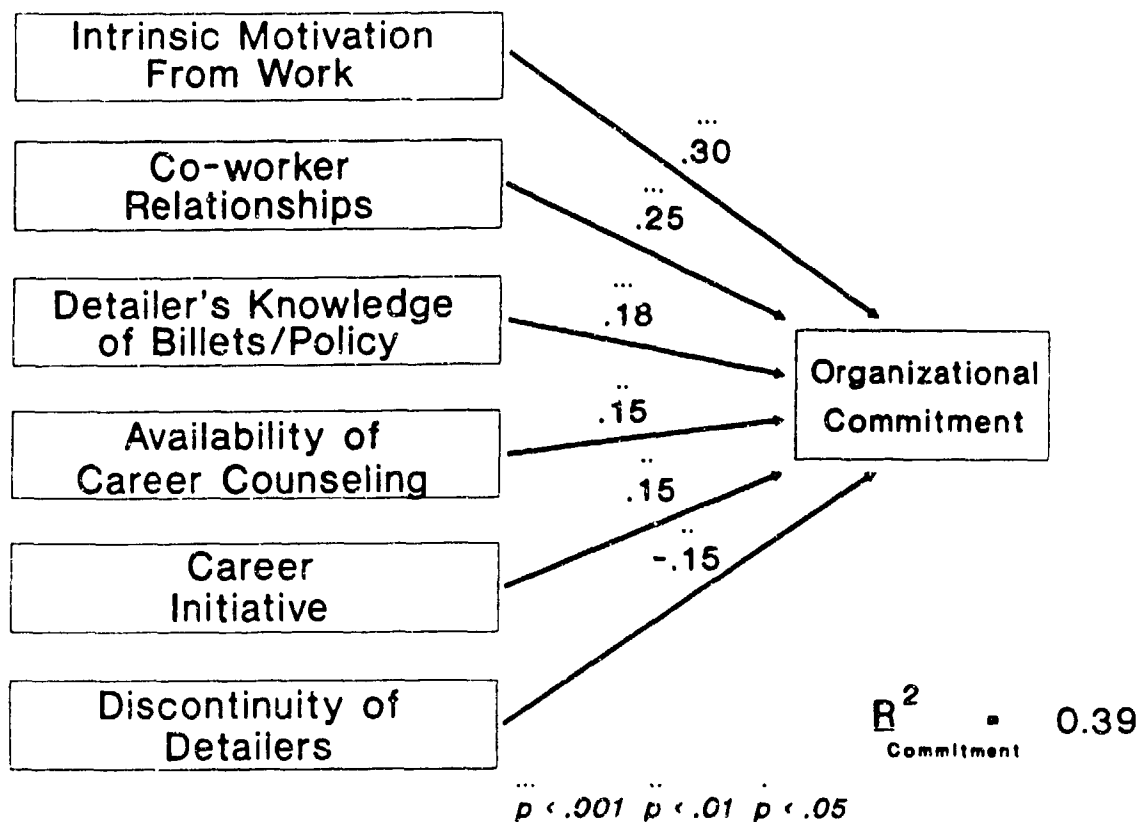 Intrinsic Motivation
From Work
...
.30
Co-worker
Relationships
...
.25
Detailer's Knowledge
of Billets/Policy
...
.18
Organizational
Commitment
Availability of
Career Counseling
..
.15
Career
Initiative
..
.15
Discontinuity of
Detailers
..
-.15
R² = 0.39
Commitment
... p < .001 .. p < .01 . p < .05